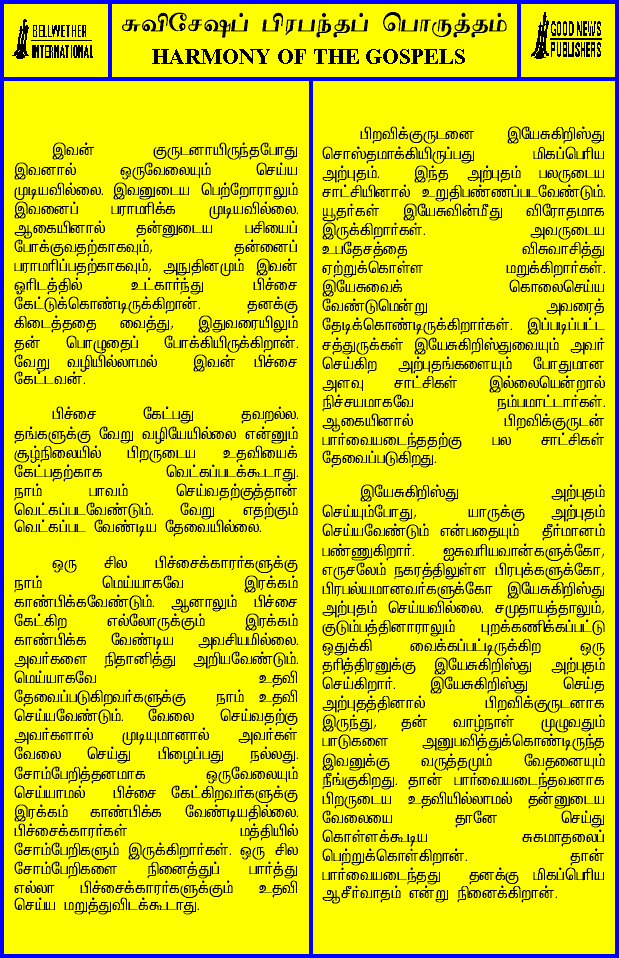 BELLWETHER
INTERNATIONAL
சுவிசேஷப் பிரபந்தப் பொருத்தம்
HARMONY OF THE GOSPELS
GOOD NEWS
PUBLISHERS
இவன் குருடனாயிருந்தபோது
இவனால் ஒருவேலையும் செய்ய
முடியவில்லை. இவனுடைய பெற்றோராலும்
இவனைப் பராமரிக்க முடியவில்லை.
ஆகையினால் தன்னுடைய பசியைப்
போக்குவதற்காகவும், தன்னைப்
பராமரிப்பதற்காகவும், அநுதினமும் இவன்
ஓரிடத்தில் உட்கார்ந்து பிச்சை
கேட்டுக்கொண்டிருக்கிறான். தனக்கு
கிடைத்ததை வைத்து, இதுவரையிலும்
தன் பொழுதைப் போக்கியிருக்கிறான்.
வேறு வழியில்லாமல் இவன் பிச்சை
கேட்டவன்.
பிச்சை கேட்பது தவறல்ல.
தங்களுக்கு வேறு வழியேயில்லை என்னும்
சூழ்நிலையில் பிறருடைய உதவியைக்
கேட்பதற்காக வெட்கப்படக்கூடாது.
நாம் பாவம் செய்வதற்குத்தான்
வெட்கப்படவேண்டும். வேறு எதற்கும்
வெட்கப்பட வேண்டிய தேவையில்லை.
ஒரு சில பிச்சைக்காரர்களுக்கு
நாம் மெய்யாகவே இரக்கம்
காண்பிக்கவேண்டும். ஆனாலும் பிச்சை
கேட்கிற எல்லோருக்கும் இரக்கம்
காண்பிக்க வேண்டிய அவசியமில்லை.
அவர்களை நிதானித்து அறியவேண்டும்.
மெய்யாகவே உதவி
தேவைப்படுகிறவர்களுக்கு நாம் உதவி
செய்யவேண்டும். வேலை செய்வதற்கு
அவர்களால் முடியுமானால் அவர்கள்
வேலை செய்து பிழைப்பது நல்லது.
சோம்பேறித்தனமாக ஒருவேலையும்
செய்யாமல் பிச்சை கேட்கிறவர்களுக்கு
இரக்கம் காண்பிக்க வேண்டியதில்லை.
பிச்சைக்காரர்கள் மத்தியில்
சோம்பேறிகளும் இருக்கிறார்கள். ஒரு சில
சோம்பேறிகளை நினைத்துப் பார்த்து
எல்லா பிச்சைக்காரர்களுக்கும் உதவி
செய்ய மறுத்துவிடக்கூடாது.
பிறவிக்குருடனை இயேசுகிறிஸ்து
சொஸ்தமாக்கியிருப்பது மிகப்பெரிய
அற்புதம். இந்த அற்புதம் பலருடைய
சாட்சியினால் உறுதிபண்ணப்படவேண்டும்.
யூதர்கள் இயேசுவின்மீது விரோதமாக
இருக்கிறார்கள். அவருடைய
உபதேசத்தை விசுவாசித்து
ஏற்றுக்கொள்ள மறுக்கிறார்கள்.
இயேசுவைக் கொலைசெய்ய
வேண்டுமென்று அவரைத்
தேடிக்கொண்டிருக்கிறார்கள். இப்படிப்பட்ட
சத்துருக்கள் இயேசுகிறிஸ்துவையும் அவர்
செய்கிற அற்புதங்களையும் போதுமான
அளவு சாட்சிகள் இல்லையென்றால்
நிச்சயமாகவே நம்பமாட்டார்கள்.
ஆகையினால் பிறவிக்குருடன்
பார்வையடைந்ததற்கு பல சாட்சிகள்
தேவைப்படுகிறது.
இயேசுகிறிஸ்து அற்புதம்
செய்யும்போது, யாருக்கு அற்புதம்
செய்யவேண்டும் என்பதையும் தீர்மானம்
பண்ணுகிறார். ஐசுவரியவான்களுக்கோ,
எருசலேம் நகரத்திலுள்ள பிரபுக்களுக்கோ,
பிரபல்யமானவர்களுக்கோ இயேசுகிறிஸ்து
அற்புதம் செய்யவில்லை. சமுதாயத்தாலும்,
குடும்பத்தினாராலும் புறக்கணிக்கப்பட்டு
ஒதுக்கி வைக்கப்பட்டிருக்கிற ஒரு
தரித்திரனுக்கு இயேசுகிறிஸ்து அற்புதம்
செய்கிறார். இயேசுகிறிஸ்து செய்த
அற்புதத்தினால் பிறவிக்குருடனாக
இருந்து, தன் வாழ்நாள் முழுவதும்
பாடுகளை அனுபவித்துக்கொண்டிருந்த
இவனுக்கு வருத்தமும் வேதனையும்
நீங்குகிறது. தான் பார்வையடைந்தவனாக
பிறருடைய உதவியில்லாமல் தன்னுடைய
வேலையை தானே செய்து
கொள்ளக்கூடிய சுகமாதலைப்
பெற்றுக்கொள்கிறான். தான்
பார்வையடைந்தது தனக்கு மிகப்பெரிய
ஆசீர்வாதம் என்று நினைக்கிறான்.